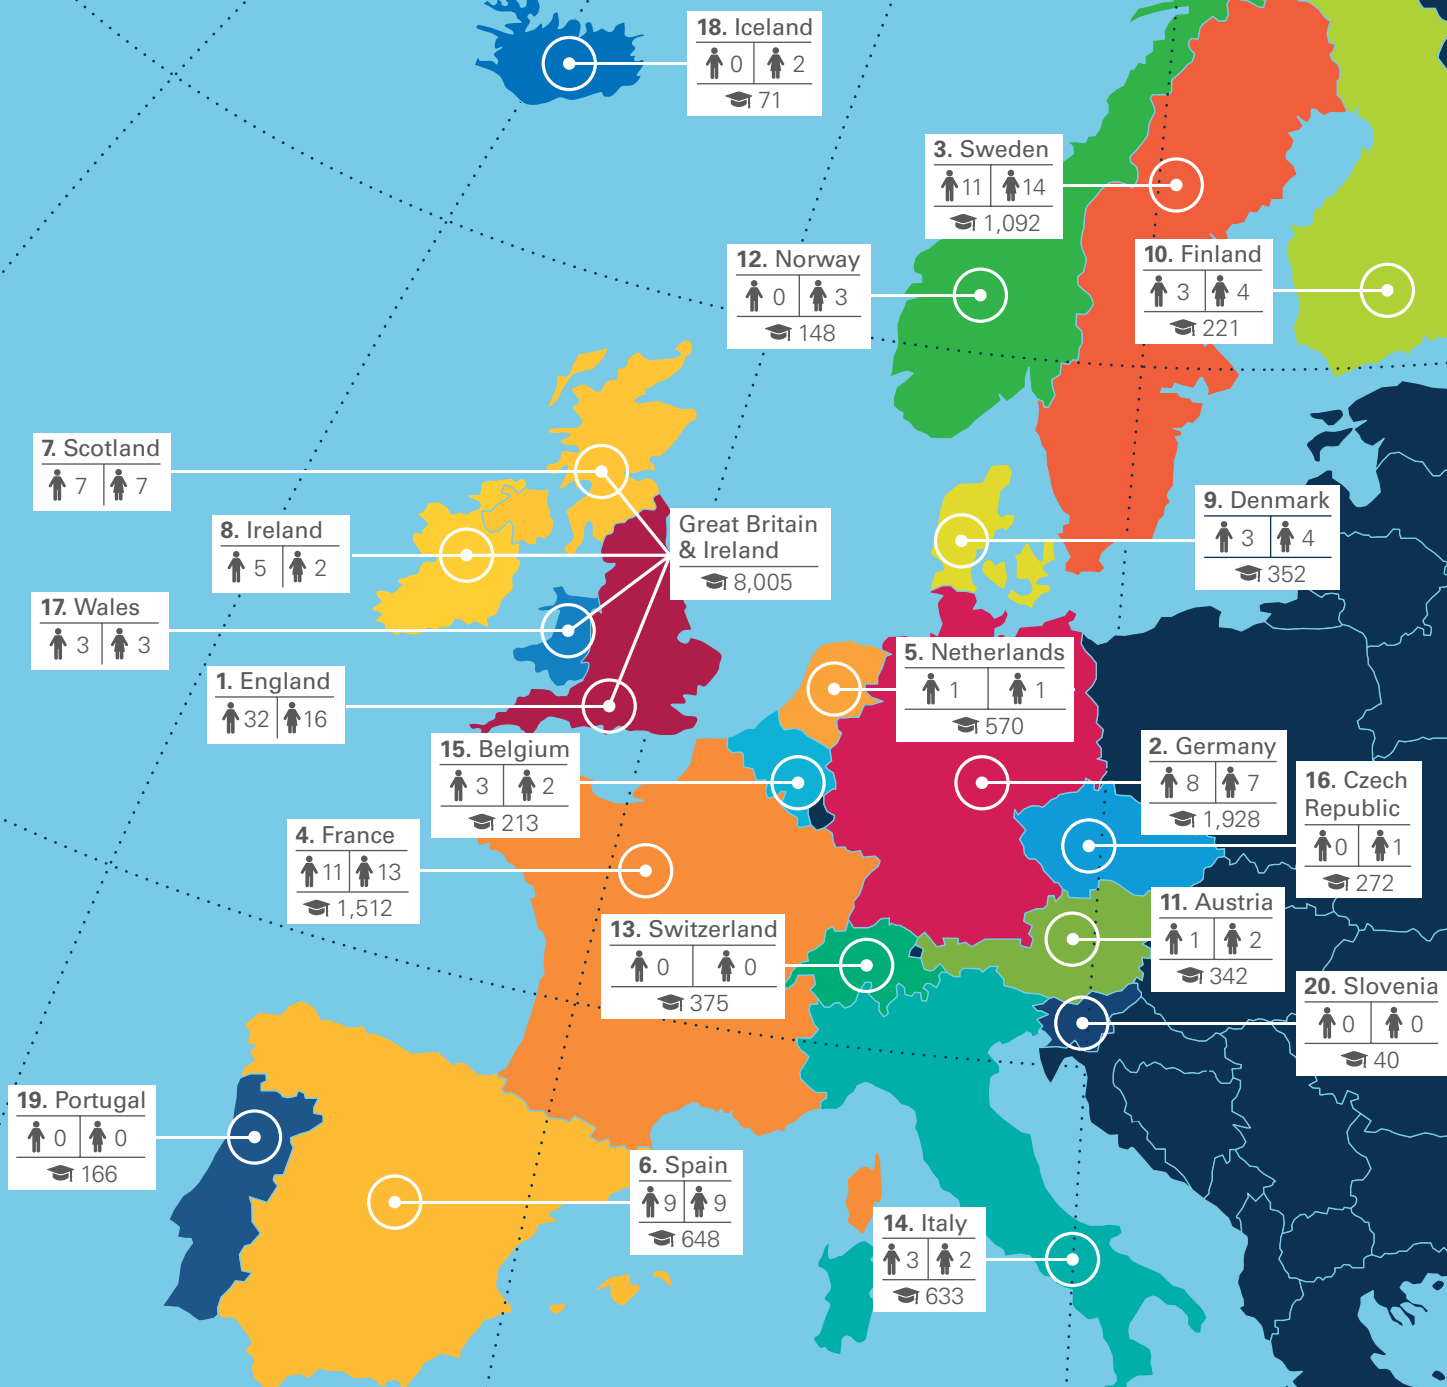 18. Iceland
0 2
71
3. Sweden
11 14
1,092
12. Norway
0 3
148
10. Finland
3 4
221
7. Scotland
7 7
8. Ireland
5 2
Great Britain
& Ireland
8,005
9. Denmark
3 4
352
17. Wales
3 3
1. England
32 16
5. Netherlands
1 1
570
15. Belgium
3 2
213
2. Germany
8 7
1,928
16. Czech
Republic
0 1
272
4. France
11 13
1,512
11. Austria
1 2
342
13. Switzerland
0 0
375
20. Slovenia
0 0
40
19. Portugal
0 0
166
6. Spain
9 9
648
14. Italy
3 2
633